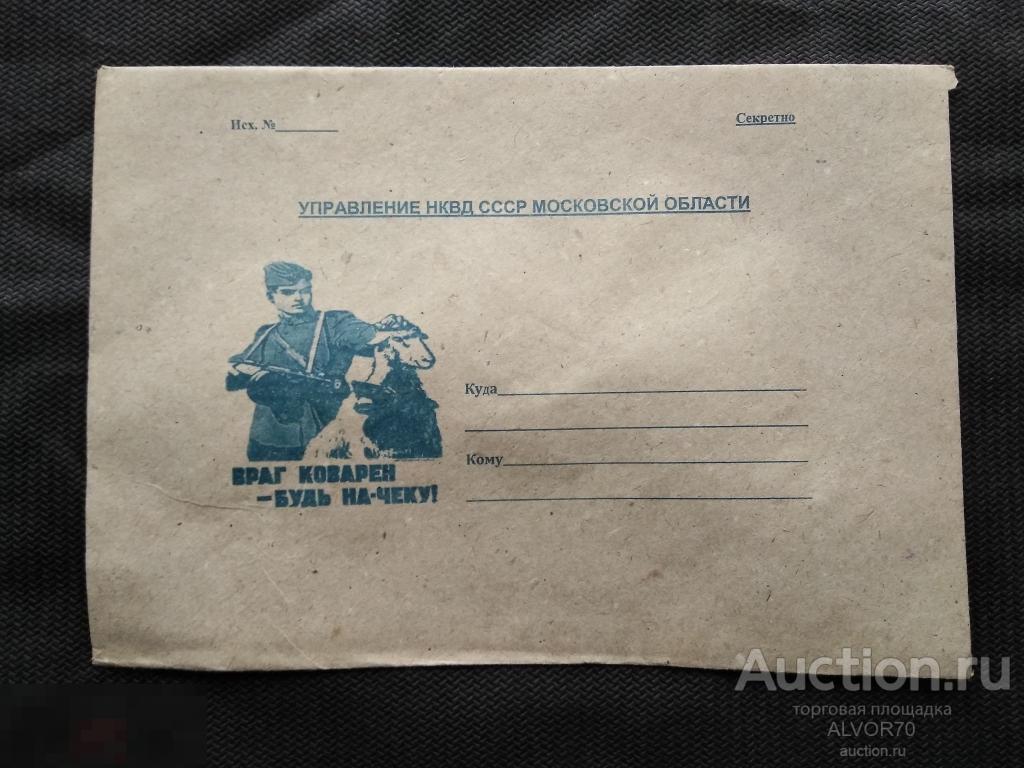 Исх. №
Секретно
УПРАВЛЕНИЕ НКВД СССР МОСКОВСКОЙ ОБЛАСТИ
Куда
Кому
ВРАГ КОВАРЕН
–БУДЬ НА-ЧЕКУ!
Auction.ru
торговая площадка
ALVOR70
auction.ru